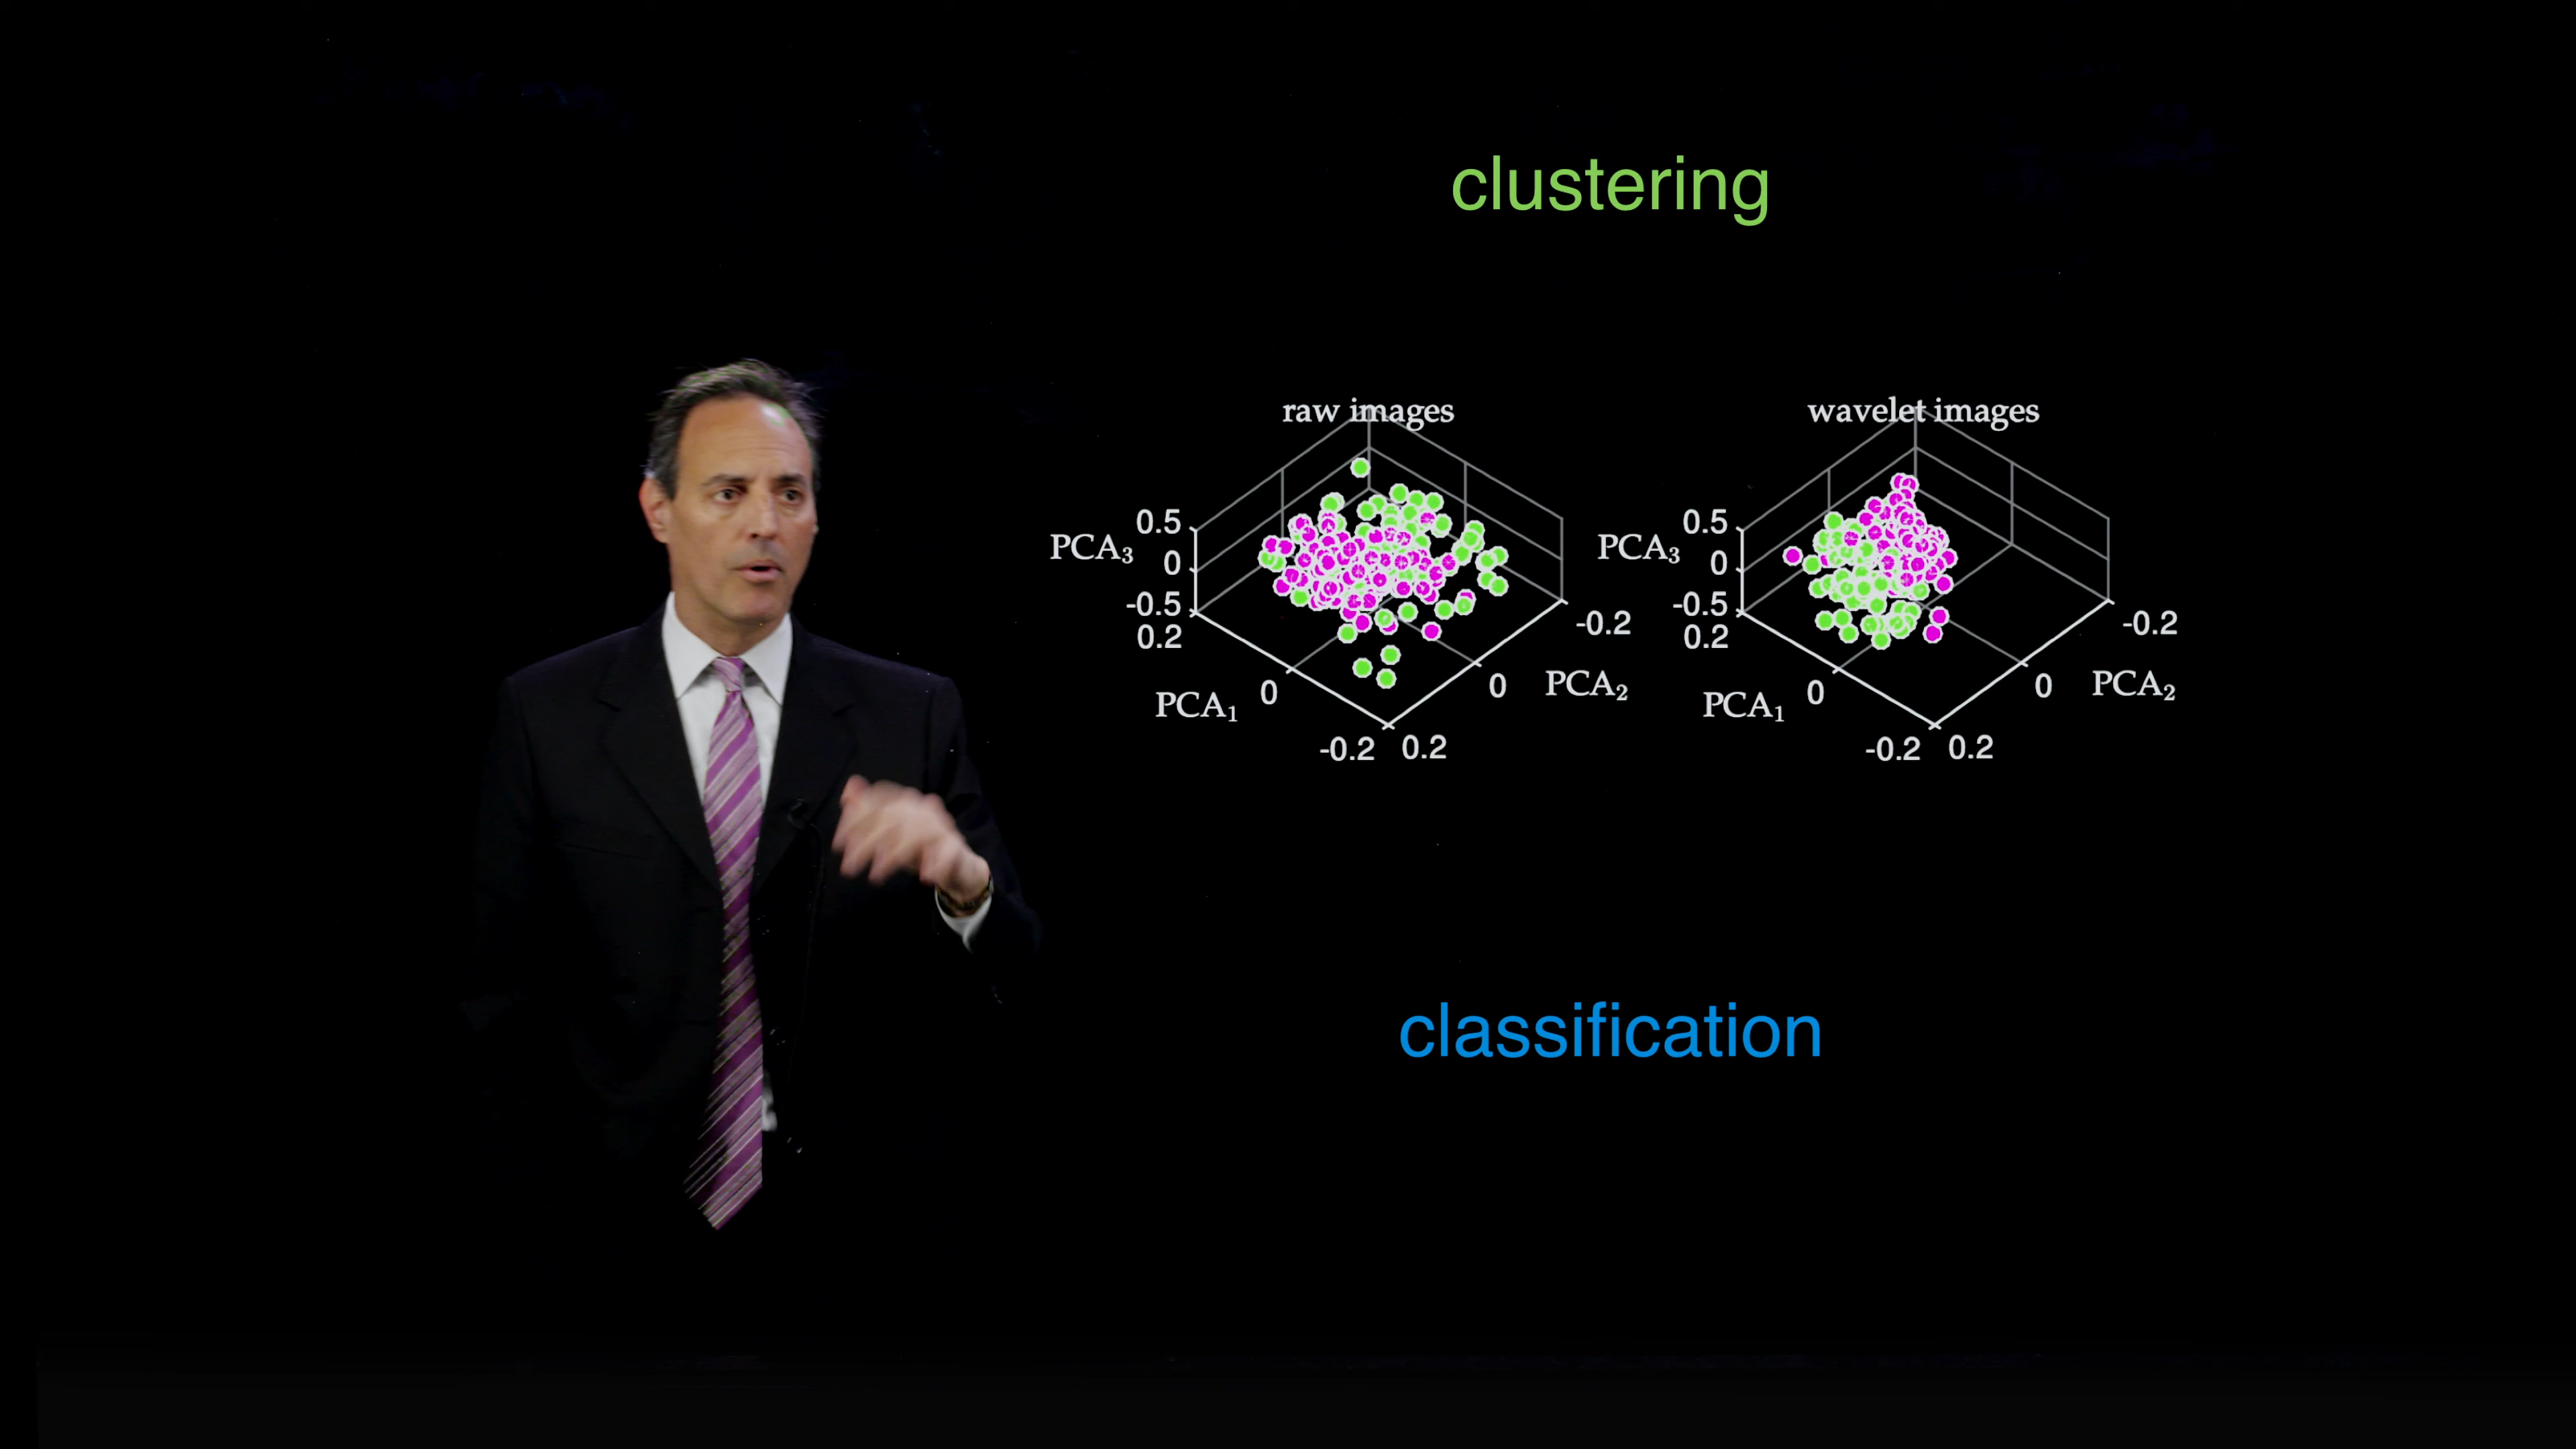 clustering
raw images
PCA₃
0.5
0
-0.5
0.2
PCA₁
0
-0.2
0.2
0
PCA₂
-0.2
wavelet images
PCA₃
0.5
0
-0.5
0.2
PCA₁
0
-0.2
0.2
0
PCA₂
-0.2
classification